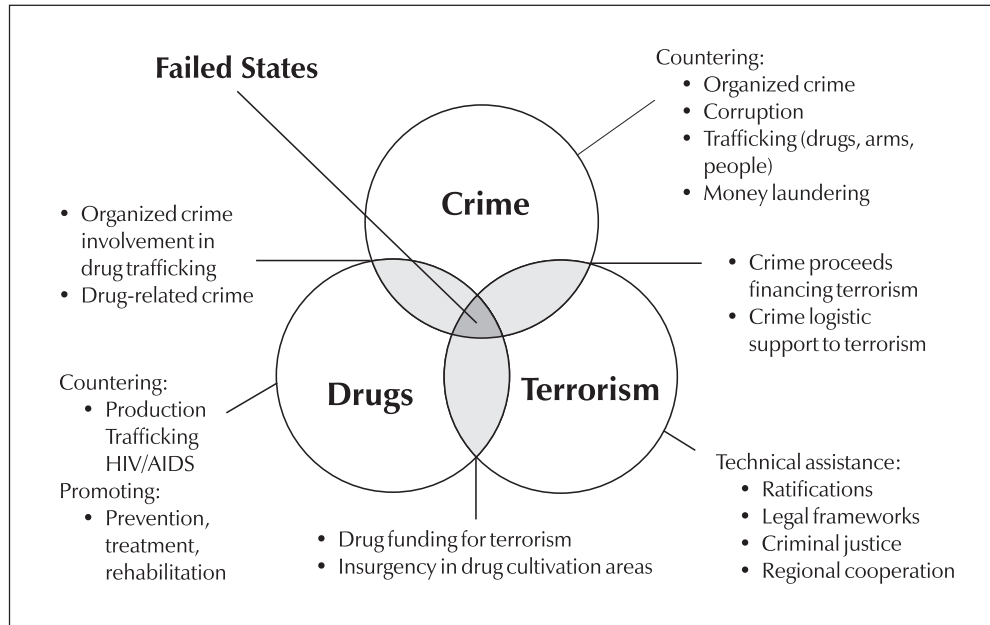 Failed States
Countering:
• Organized crime
• Corruption
• Trafficking (drugs, arms,
people)
• Money laundering
Crime
• Organized crime
involvement in
drug trafficking
• Drug-related crime
• Crime proceeds
financing terrorism
• Crime logistic
support to terrorism
Drugs
Terrorism
Countering:
• Production
Trafficking
HIV/AIDS
Promoting:
• Prevention,
treatment,
rehabilitation
• Drug funding for terrorism
• Insurgency in drug cultivation areas
Technical assistance:
• Ratifications
• Legal frameworks
• Criminal justice
• Regional cooperation